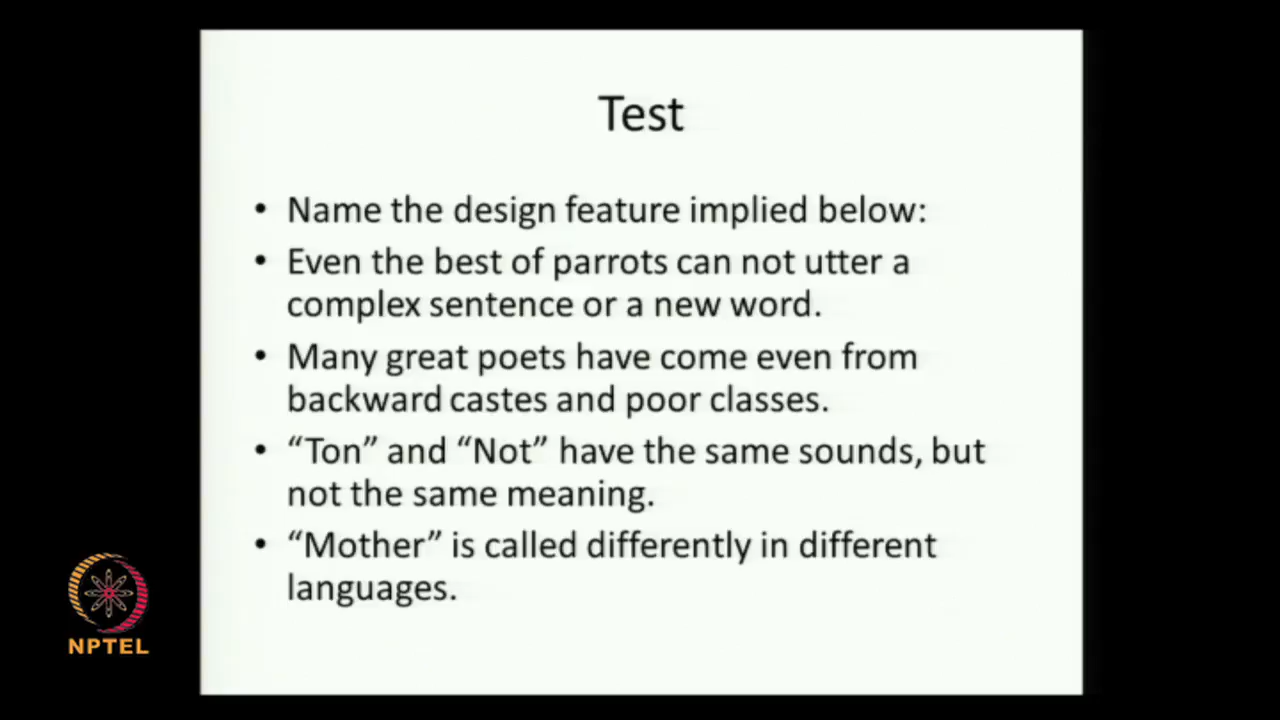 Test
• Name the design feature implied below:
• Even the best of parrots can not utter a
complex sentence or a new word.
• Many great poets have come even from
backward castes and poor classes.
• “Ton” and “Not” have the same sounds, but
not the same meaning.
• “Mother” is called differently in different
languages.
NPTEL